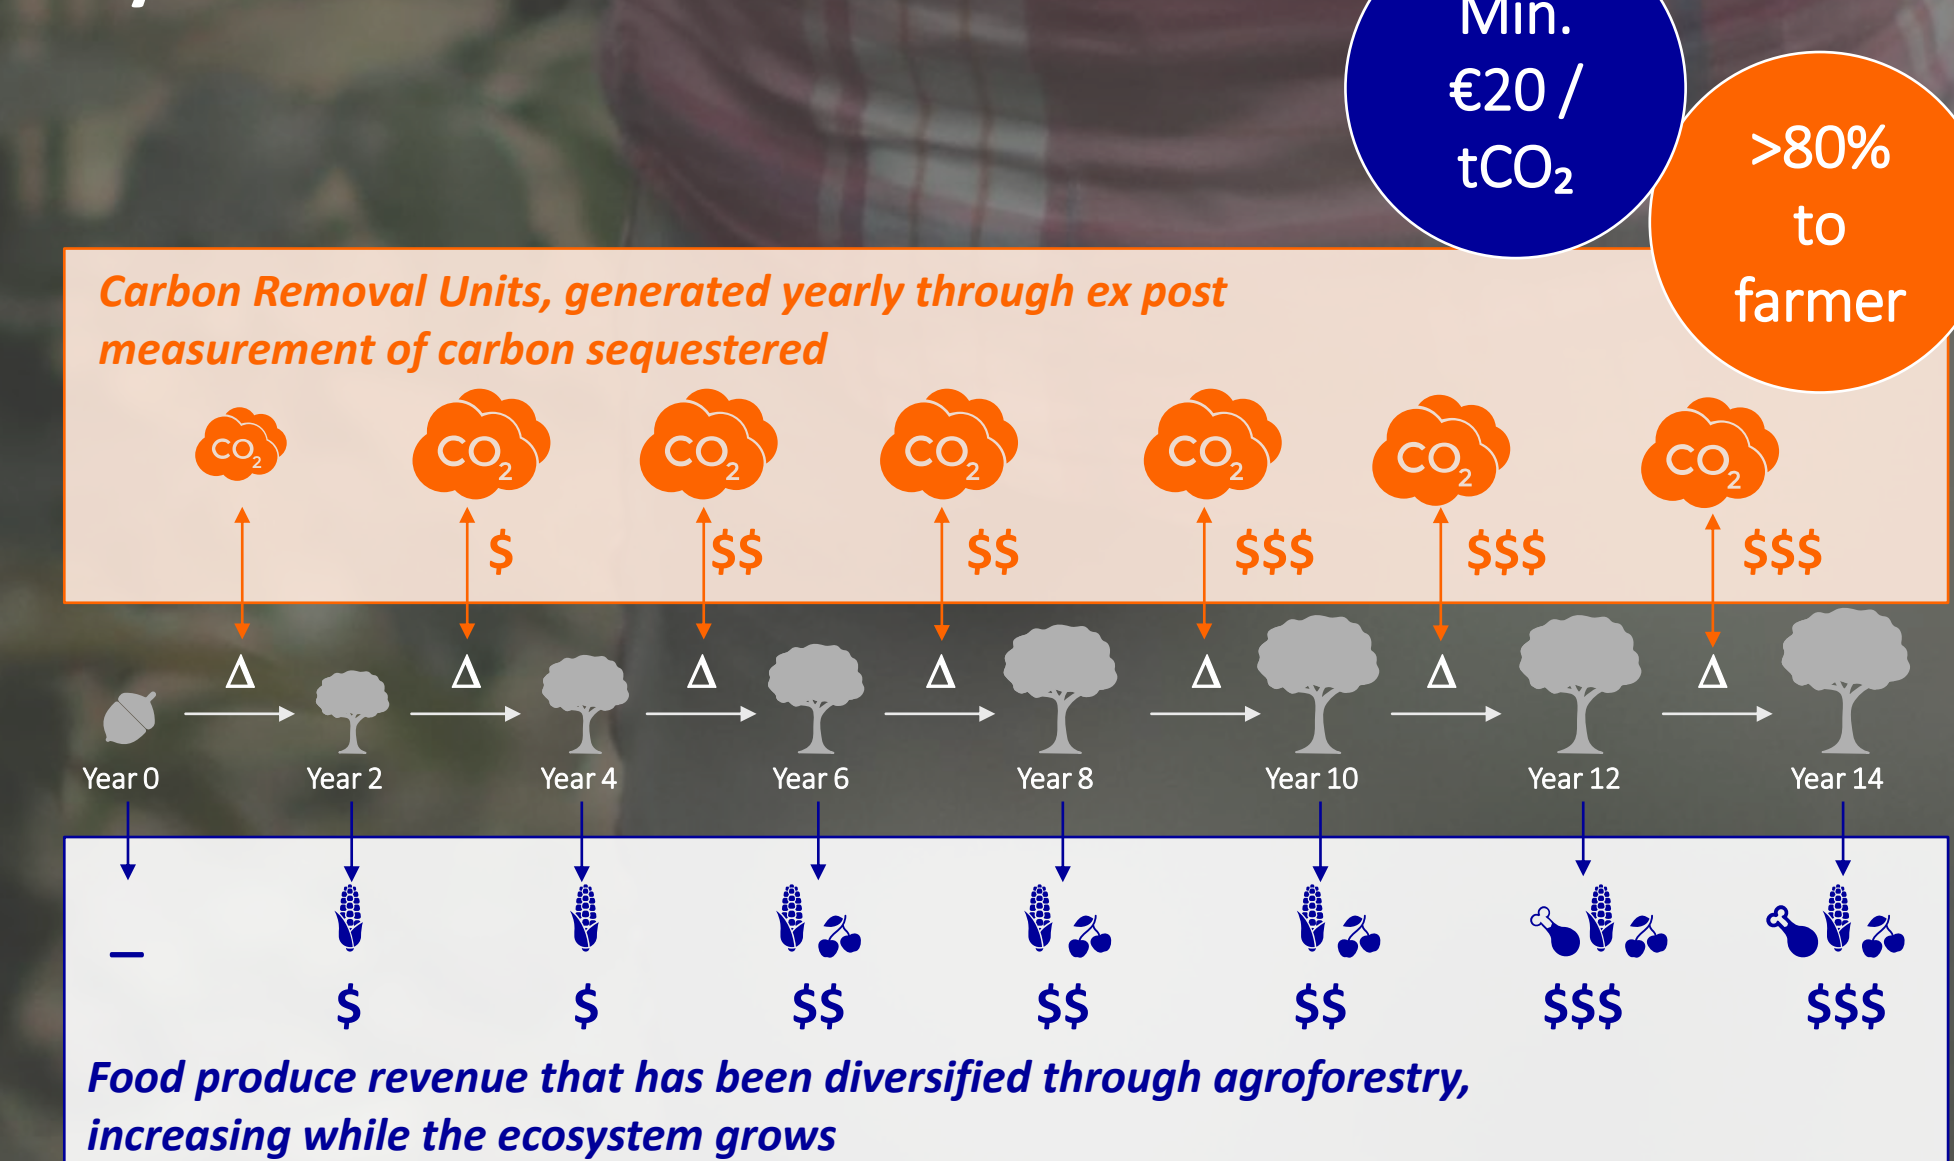 Min.
€20 /
tCO₂
>80%
to
farmer
Carbon Removal Units, generated yearly through ex post
measurement of carbon sequestered
CO₂ CO₂ CO₂ CO₂ CO₂ CO₂ CO₂
$ $$ $$ $$$ $$$ $$$
Δ Δ Δ Δ Δ Δ Δ
Year 0 Year 2 Year 4 Year 6 Year 8 Year 10 Year 12 Year 14
–
$ $ $$ $$ $$ $$$ $$$
Food produce revenue that has been diversified through agroforestry,
increasing while the ecosystem grows